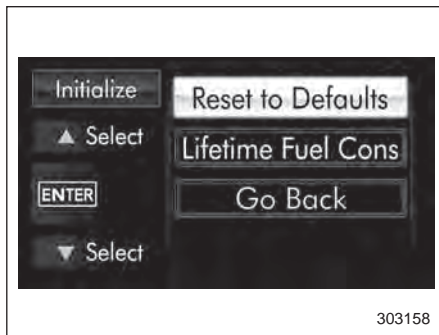 Initialize
▲ Select
ENTER
▼ Select
Reset to Defaults
Lifetime Fuel Cons
Go Back
303158